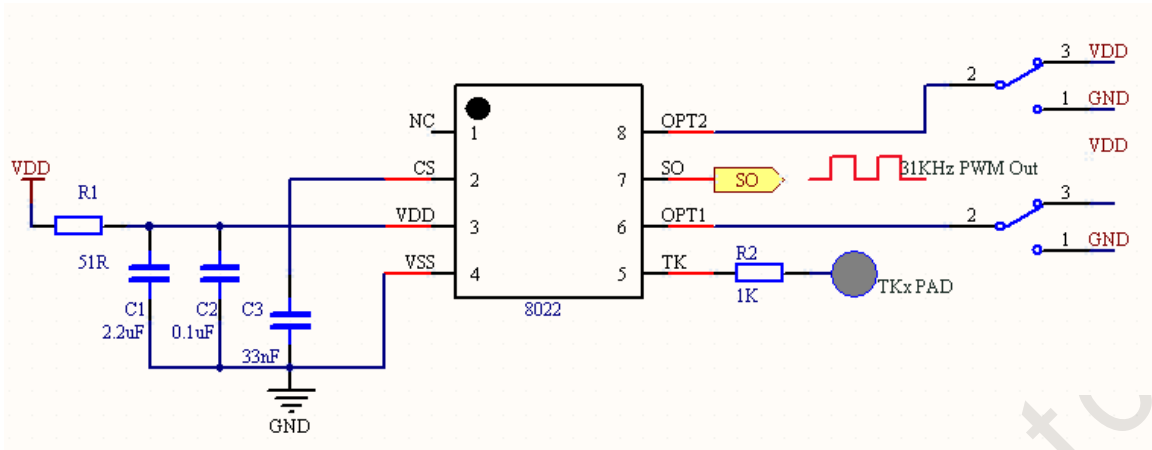 VDD
R1
51R
C1
2.2uF
C2
0.1uF
C3
33nF
GND
NC
CS
VDD
VSS
1
2
3
4
8022
8
7
6
5
OPT2
SO
OPT1
TK
SO
31KHz PWM Out
R2
1K
TKx PAD
2
3 VDD
1 GND
VDD
2
3
1 GND